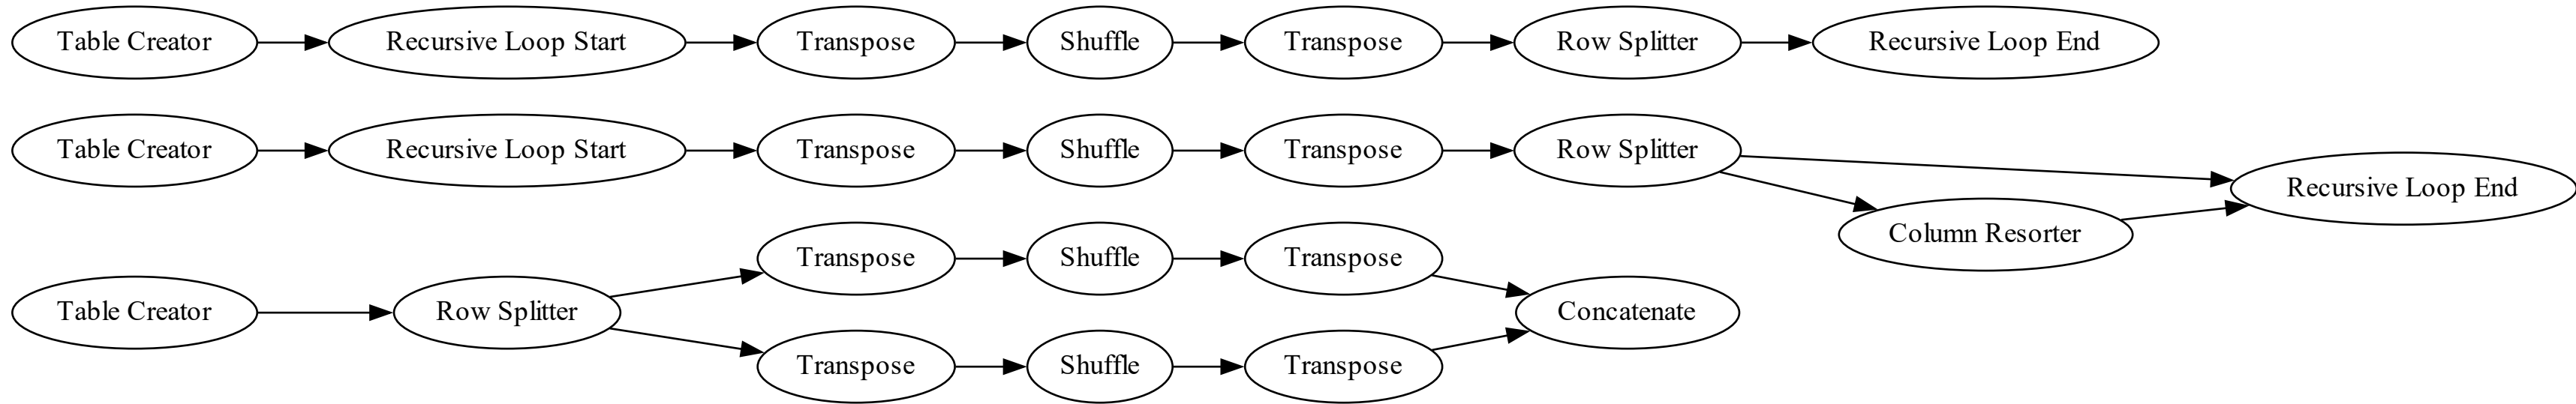 Table Creator
Recursive Loop Start
Transpose
Shuffle
Transpose
Row Splitter
Recursive Loop End
Table Creator
Recursive Loop Start
Transpose
Shuffle
Transpose
Row Splitter
Recursive Loop End
Column Resorter
Table Creator
Row Splitter
Transpose
Shuffle
Transpose
Concatenate
Transpose
Shuffle
Transpose